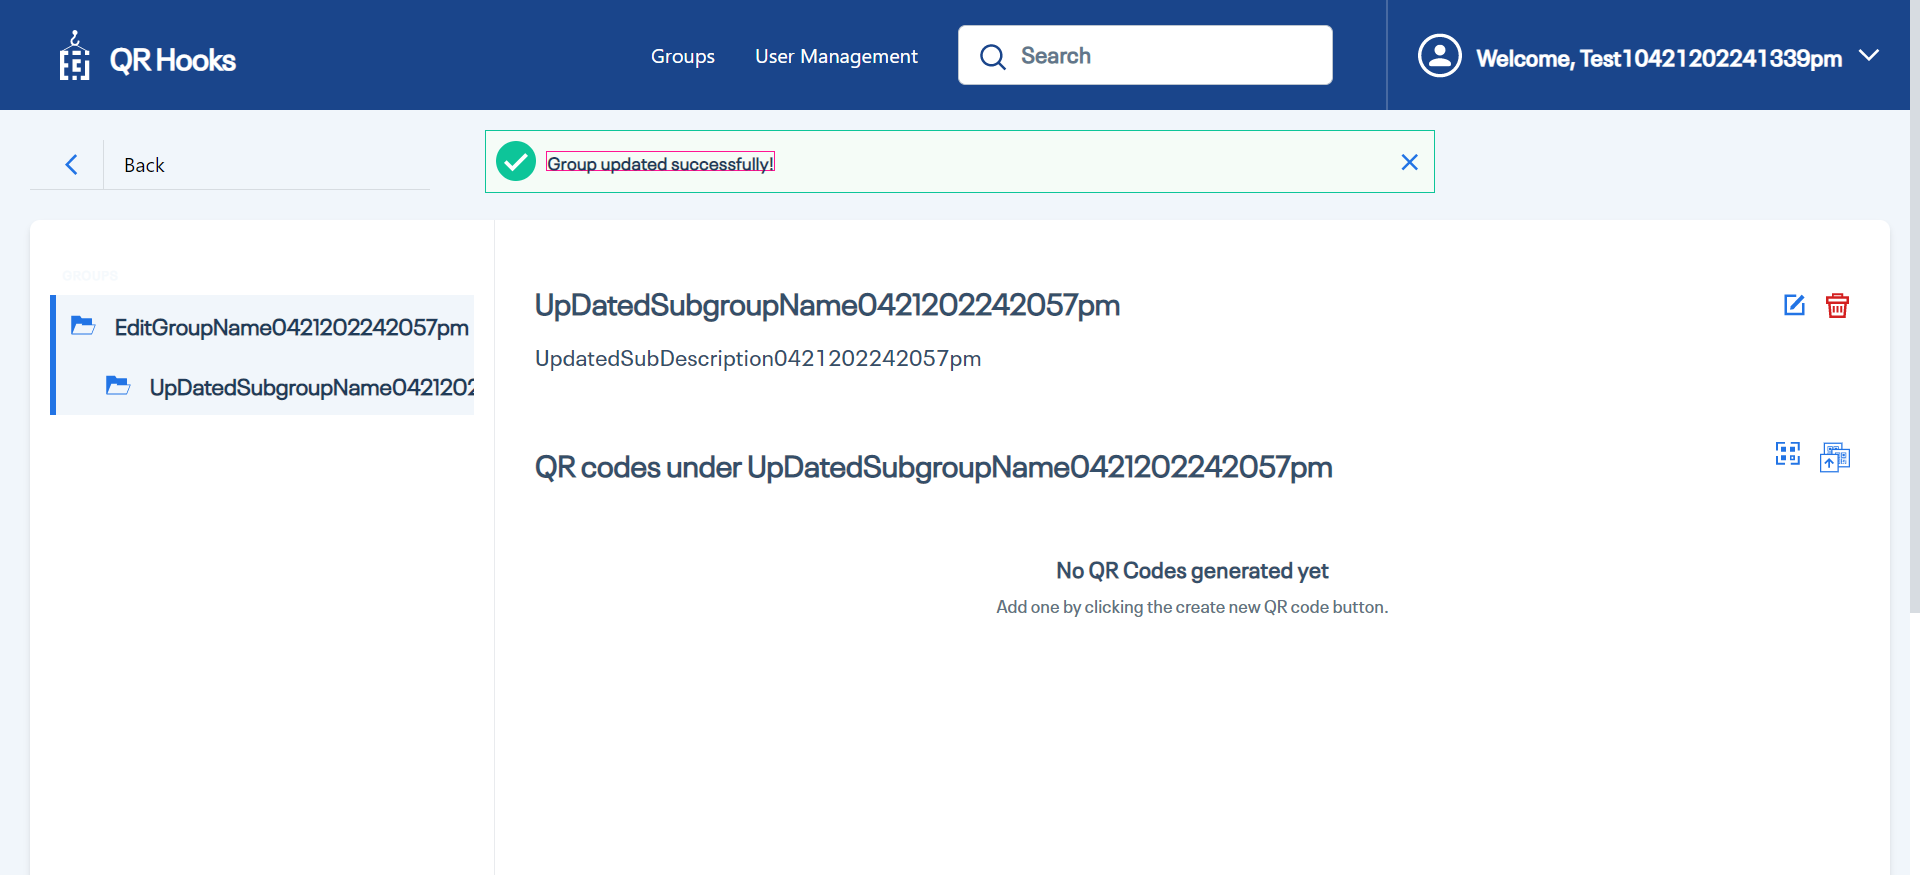 QR Hooks
Groups
User Management
Search
Welcome, Test10421202241339pm
Back
Group updated successfully!
GROUPS
EditGroupName0421202242057pm
UpDatedSubgroupName042120
UpDatedSubgroupName0421202242057pm
UpdatedSubDescription0421202242057pm
QR codes under UpDatedSubgroupName0421202242057pm
No QR Codes generated yet
Add one by clicking the create new QR code button.